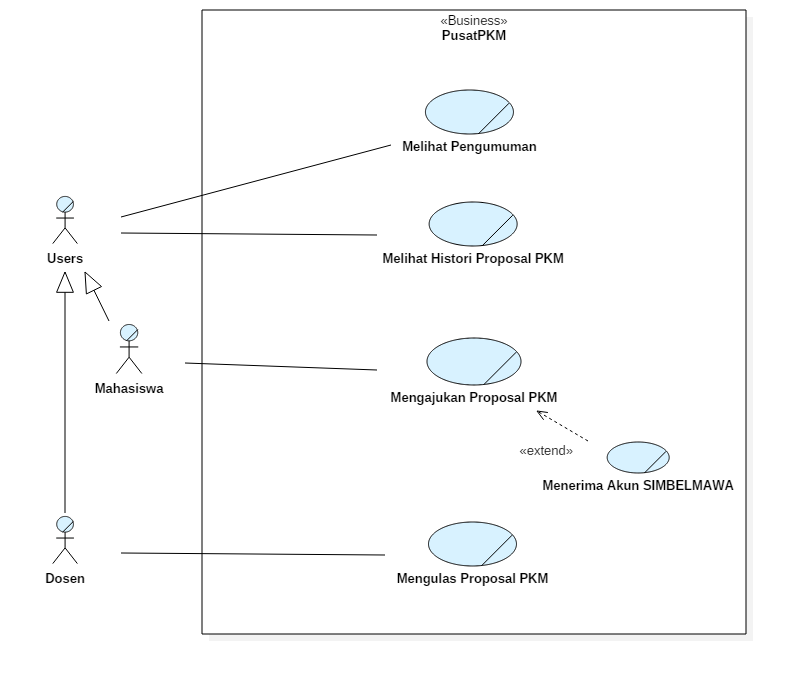 «Business»
PusatPKM
Melihat Pengumuman
Users
Melihat Histori Proposal PKM
Mahasiswa
Mengajukan Proposal PKM
«extend»
Menerima Akun SIMBELMAWA
Dosen
Mengulas Proposal PKM